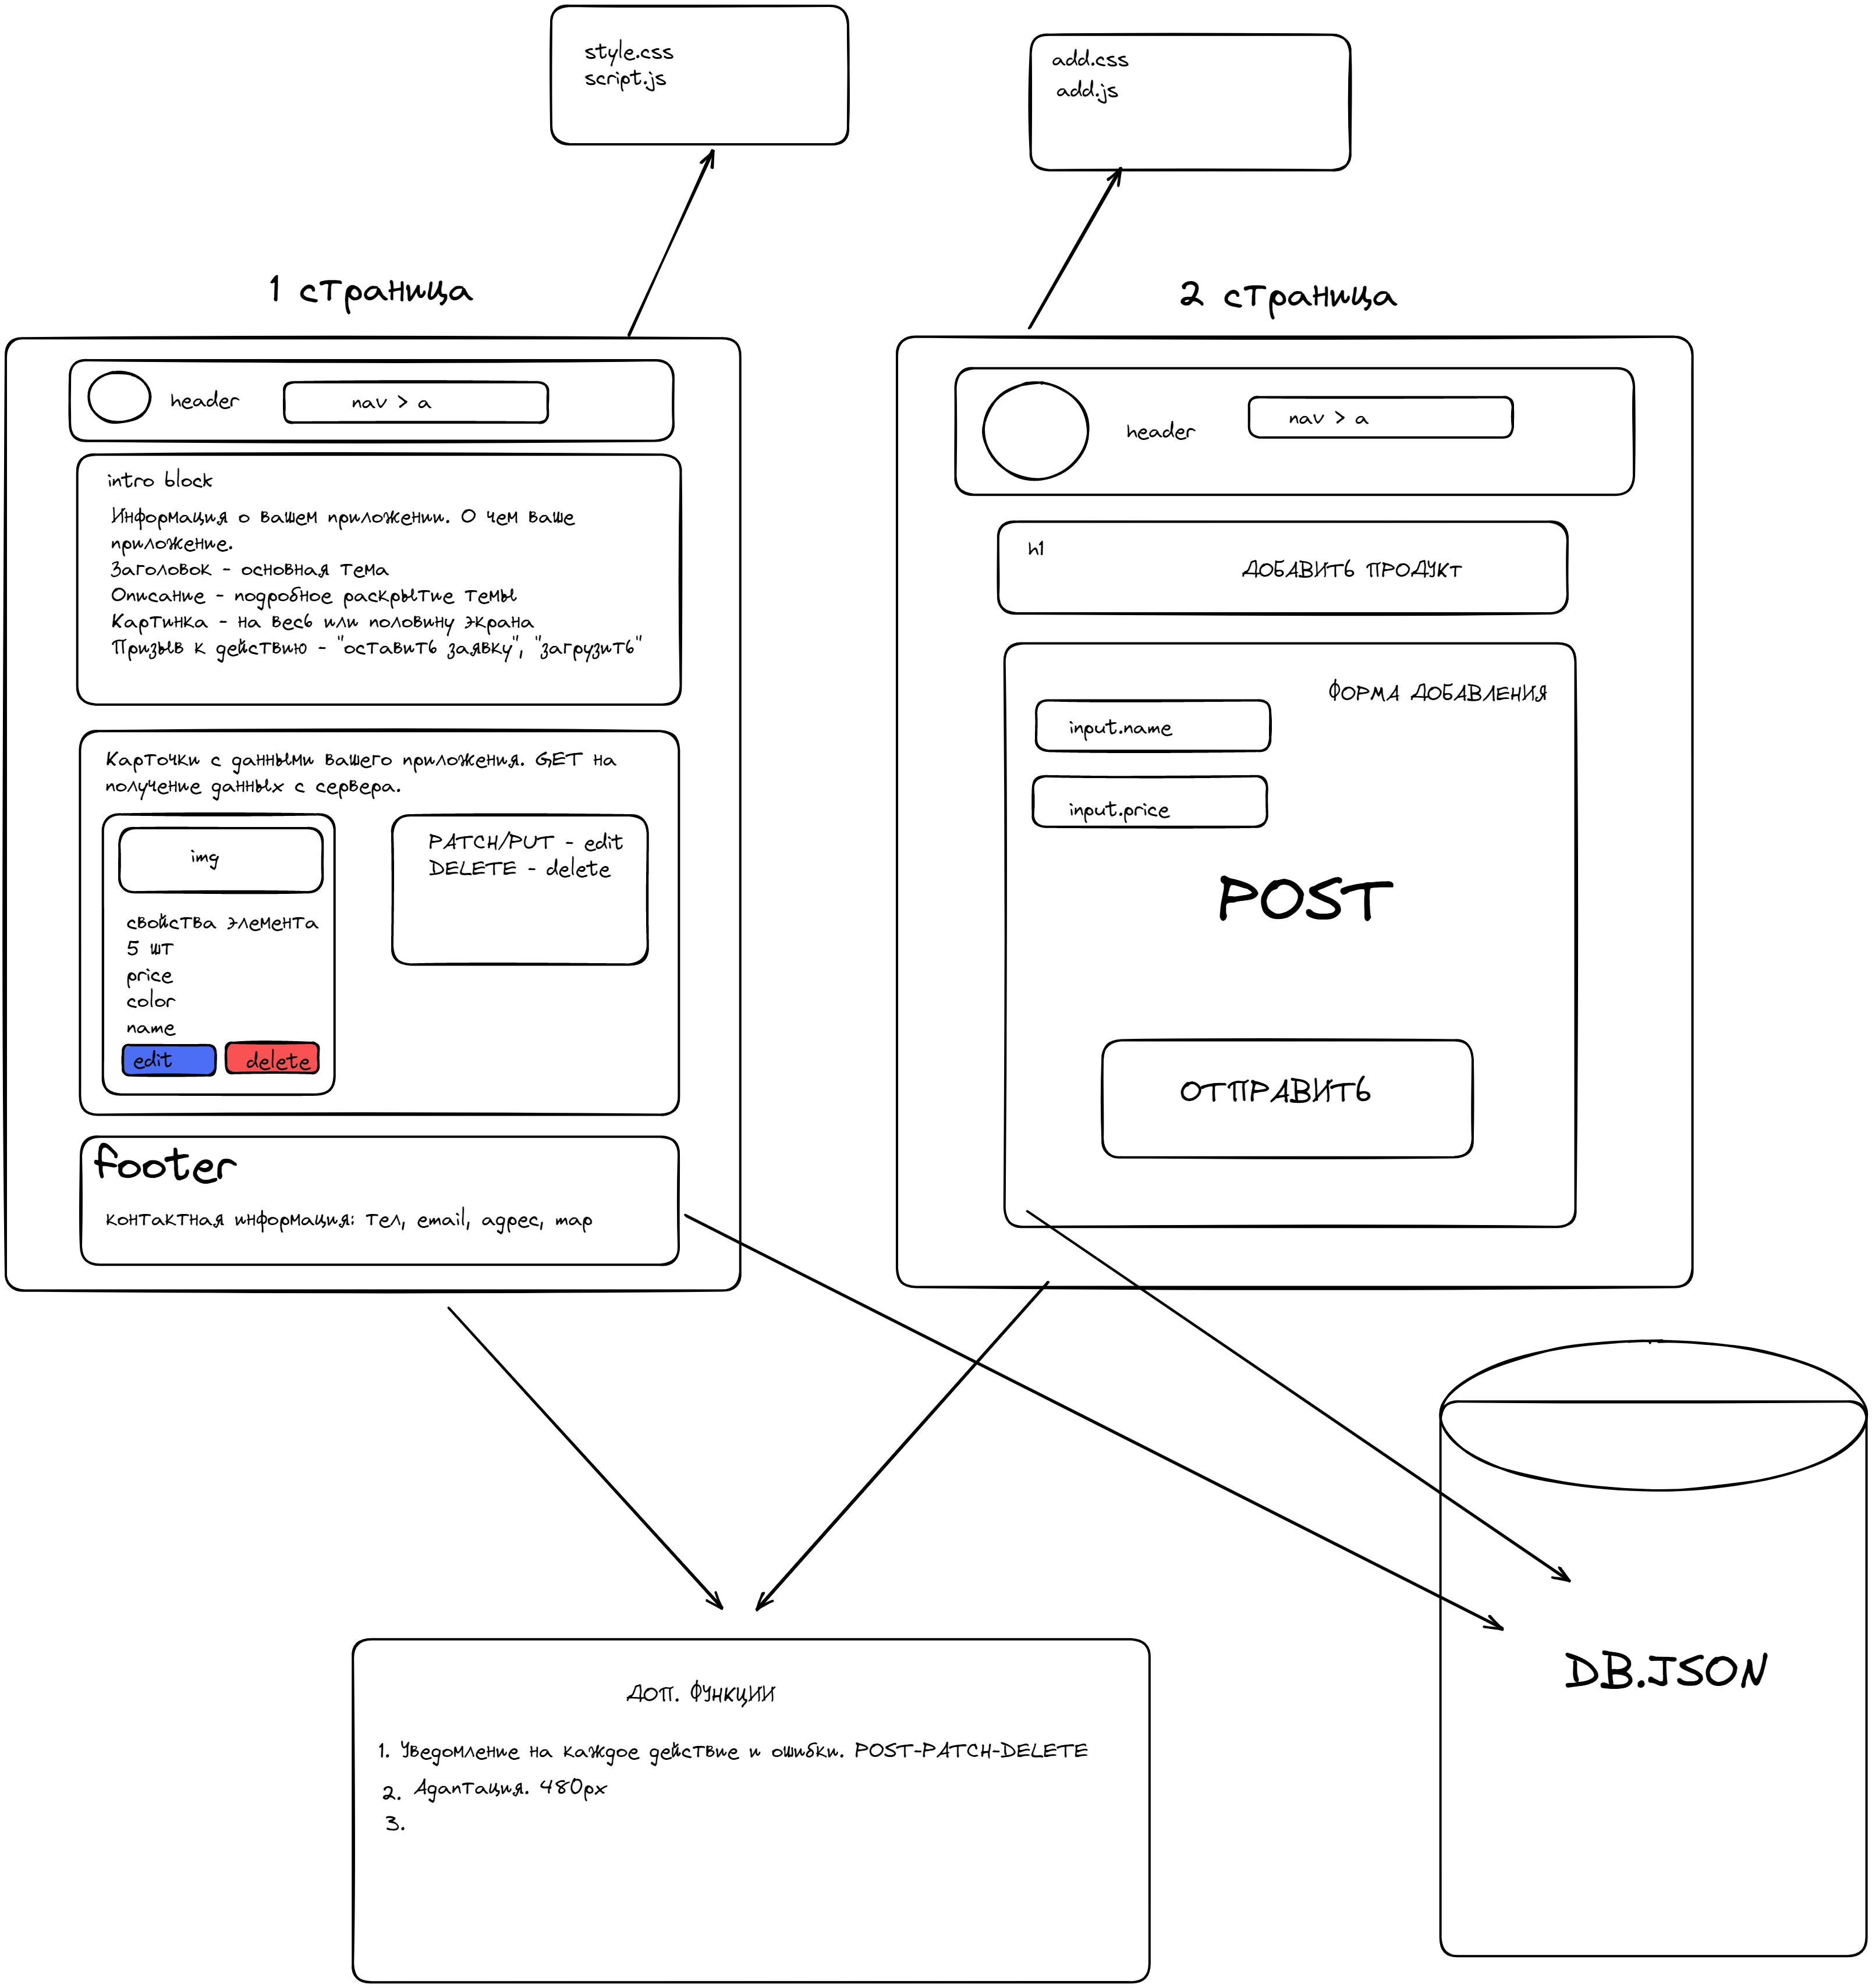 style.css
script.js
add.css
add.js
1 страница
header
nav > a
intro block
Информация о вашем приложении. О чем ваше
приложение.
Заголовок - основная тема
Описание - подробное раскрытие темы
Картинка - на весь или половину экрана
Призыв к действию - "оставить заявку", "загрузить"
Карточки с данными вашего приложения. GET на
получение данных с сервера.
img
свойства элемента
5 шт
price
color
name
edit
delete
PATCH/PUT - edit
DELETE - delete
footer
контактная информация: тел, email, адрес, map
2 страница
header
nav > a
h1
ДОБАВИТЬ ПРОДУКТ
ФОРМА ДОБАВЛЕНИЯ
input.name
input.price
POST
ОТПРАВИТЬ
DB.JSON
ДОП. ФУНКЦИИ
1. Уведомление на каждое действие и ошибки. POST-PATCH-DELETE
2. Адаптация. 480px
3.